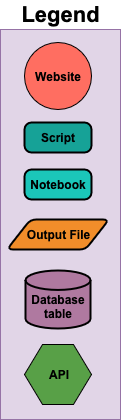 Legend
Website
Script
Notebook
Output File
Database
table
API